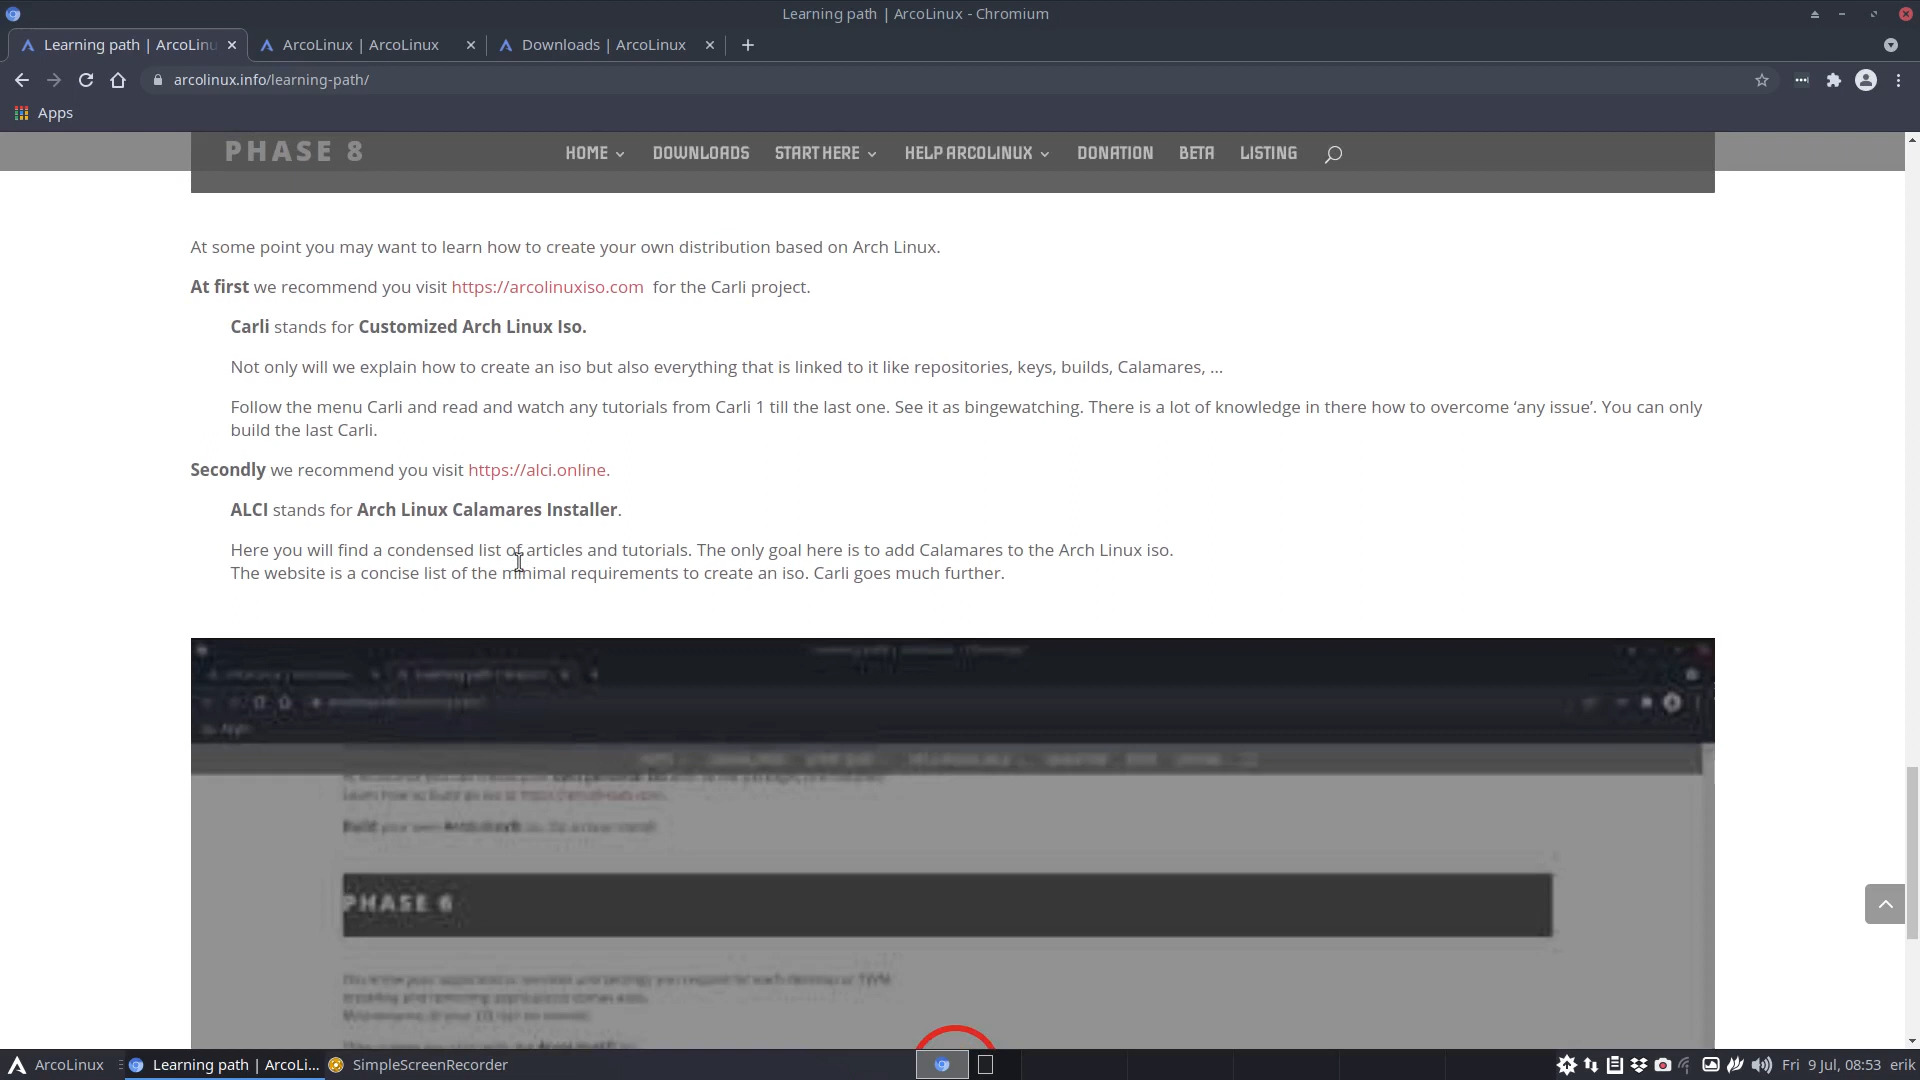 Learning path | ArcoLinux - Chromium
Learning path | ArcoLinu
ArcoLinux | ArcoLinux
Downloads | ArcoLinux
arcolinux.info/learning-path/
Apps
PHASE 8
HOME
DOWNLOADS
START HERE
HELP ARCOLINUX
DONATION
BETA
LISTING
At some point you may want to learn how to create your own distribution based on Arch Linux.
At first we recommend you visit https://arcolinuxiso.com for the Carli project.
Carli stands for Customized Arch Linux Iso.
Not only will we explain how to create an iso but also everything that is linked to it like repositories, keys, builds, Calamares, ...
Follow the menu Carli and read and watch any tutorials from Carli 1 till the last one. See it as bingewatching. There is a lot of knowledge in there how to overcome ‘any issue’. You can only
build the last Carli.
Secondly we recommend you visit https://alci.online.
ALCI stands for Arch Linux Calamares Installer.
Here you will find a condensed list of articles and tutorials. The only goal here is to add Calamares to the Arch Linux iso.
The website is a concise list of the minimal requirements to create an iso. Carli goes much further.
PHASE 6
ArcoLinux
Learning path | ArcoLi...
SimpleScreenRecorder
Fri 9 Jul, 08:53
erik